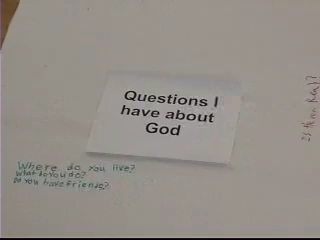 Questions I
have about
God
Where do you live?
What do you do?
Do you have friends?